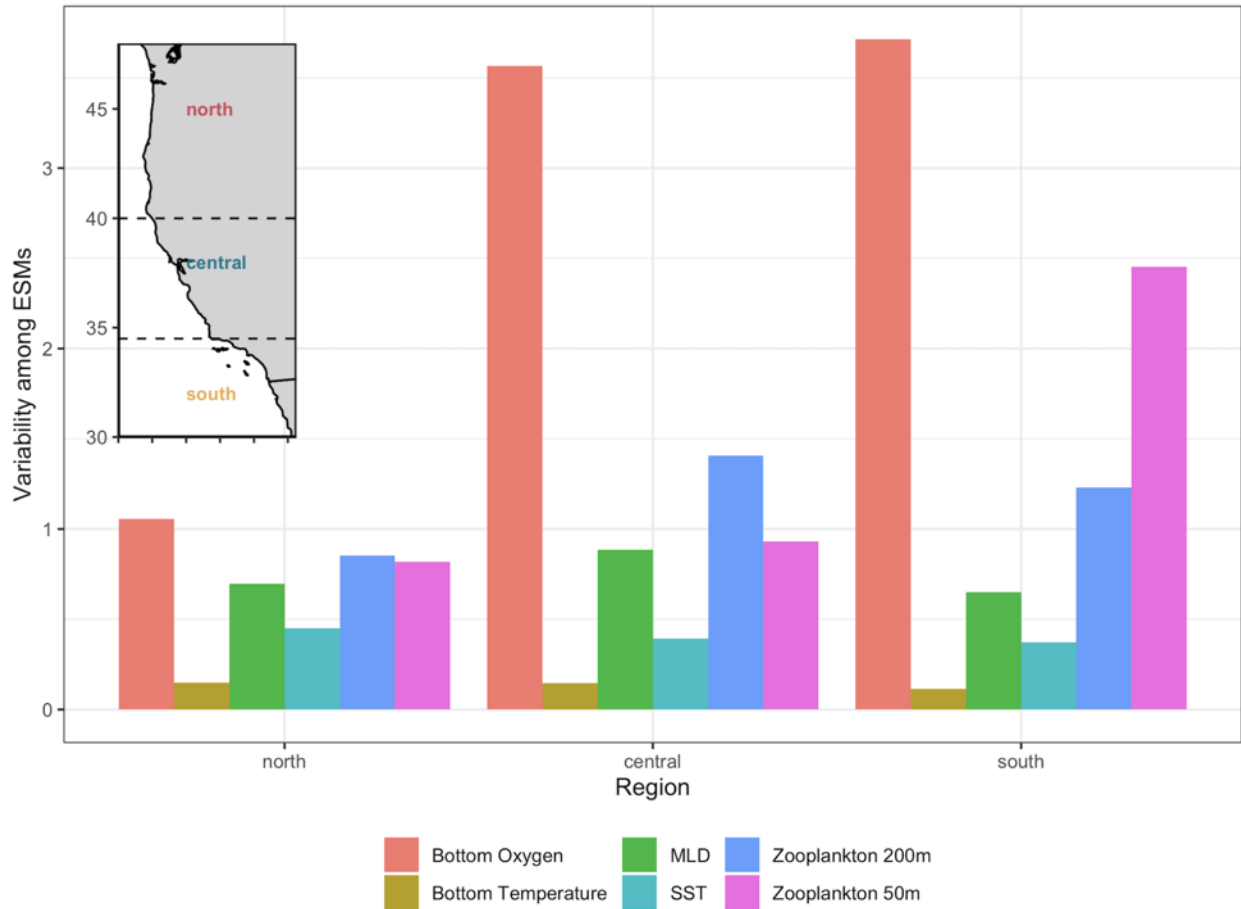 Variability among ESMs
3
2
1
0
45
40
35
30
north
central
south
north
central
south
Region
Bottom Oxygen
MLD
Zooplankton 200m
Bottom Temperature
SST
Zooplankton 50m